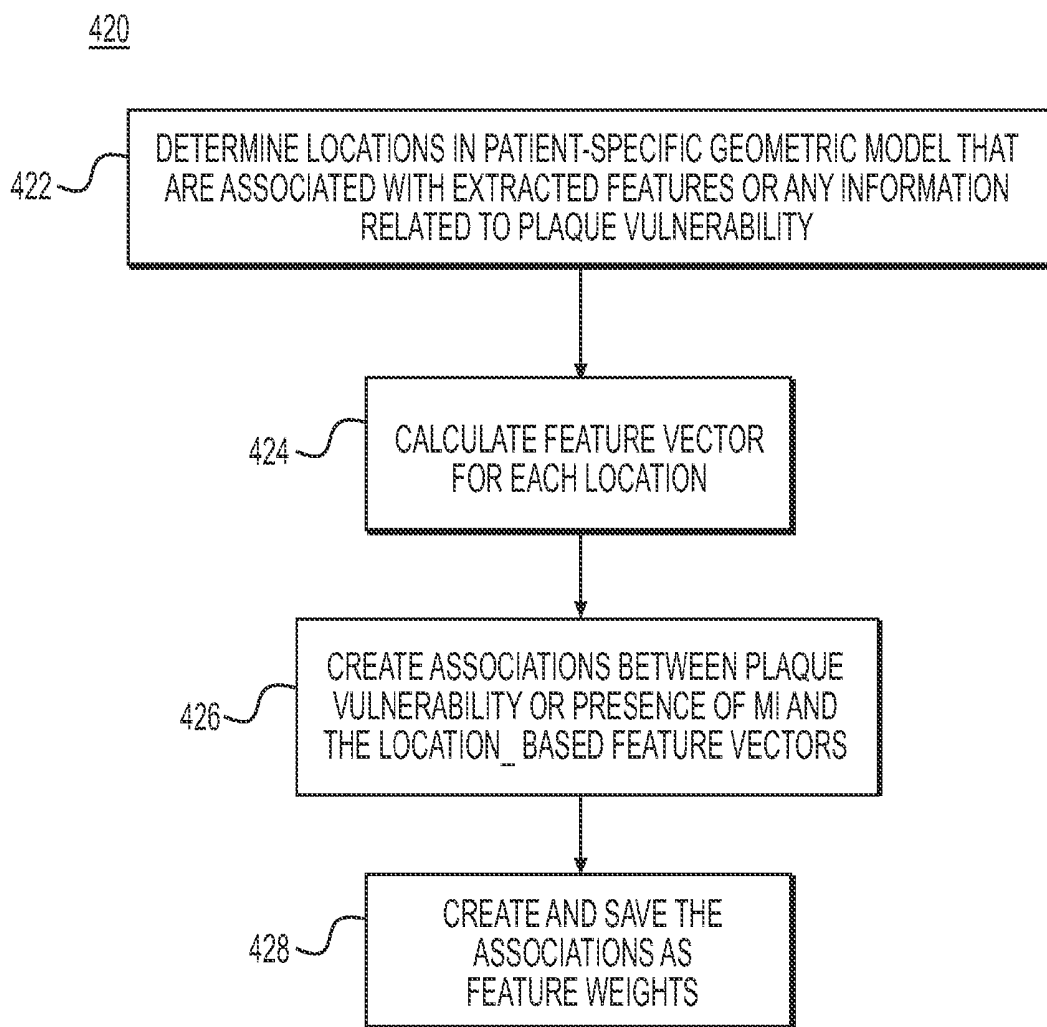 420
422
DETERMINE LOCATIONS IN PATIENT-SPECIFIC GEOMETRIC MODEL THAT
ARE ASSOCIATED WITH EXTRACTED FEATURES OR ANY INFORMATION
RELATED TO PLAQUE VULNERABILITY
424
CALCULATE FEATURE VECTOR
FOR EACH LOCATION
426
CREATE ASSOCIATIONS BETWEEN PLAQUE
VULNERABILITY OR PRESENCE OF MI AND
THE LOCATION_ BASED FEATURE VECTORS
428
CREATE AND SAVE THE
ASSOCIATIONS AS
FEATURE WEIGHTS